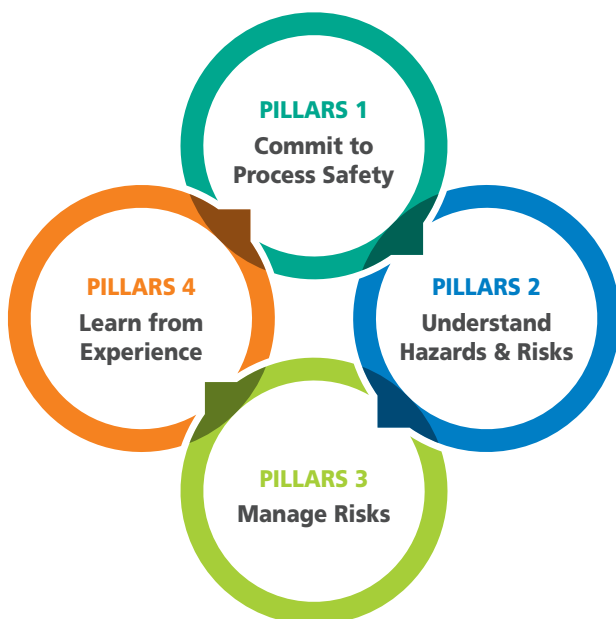 PILLARS 1
Commit to
Process Safety
PILLARS 2
Understand
Hazards & Risks
PILLARS 3
Manage Risks
PILLARS 4
Learn from
Experience